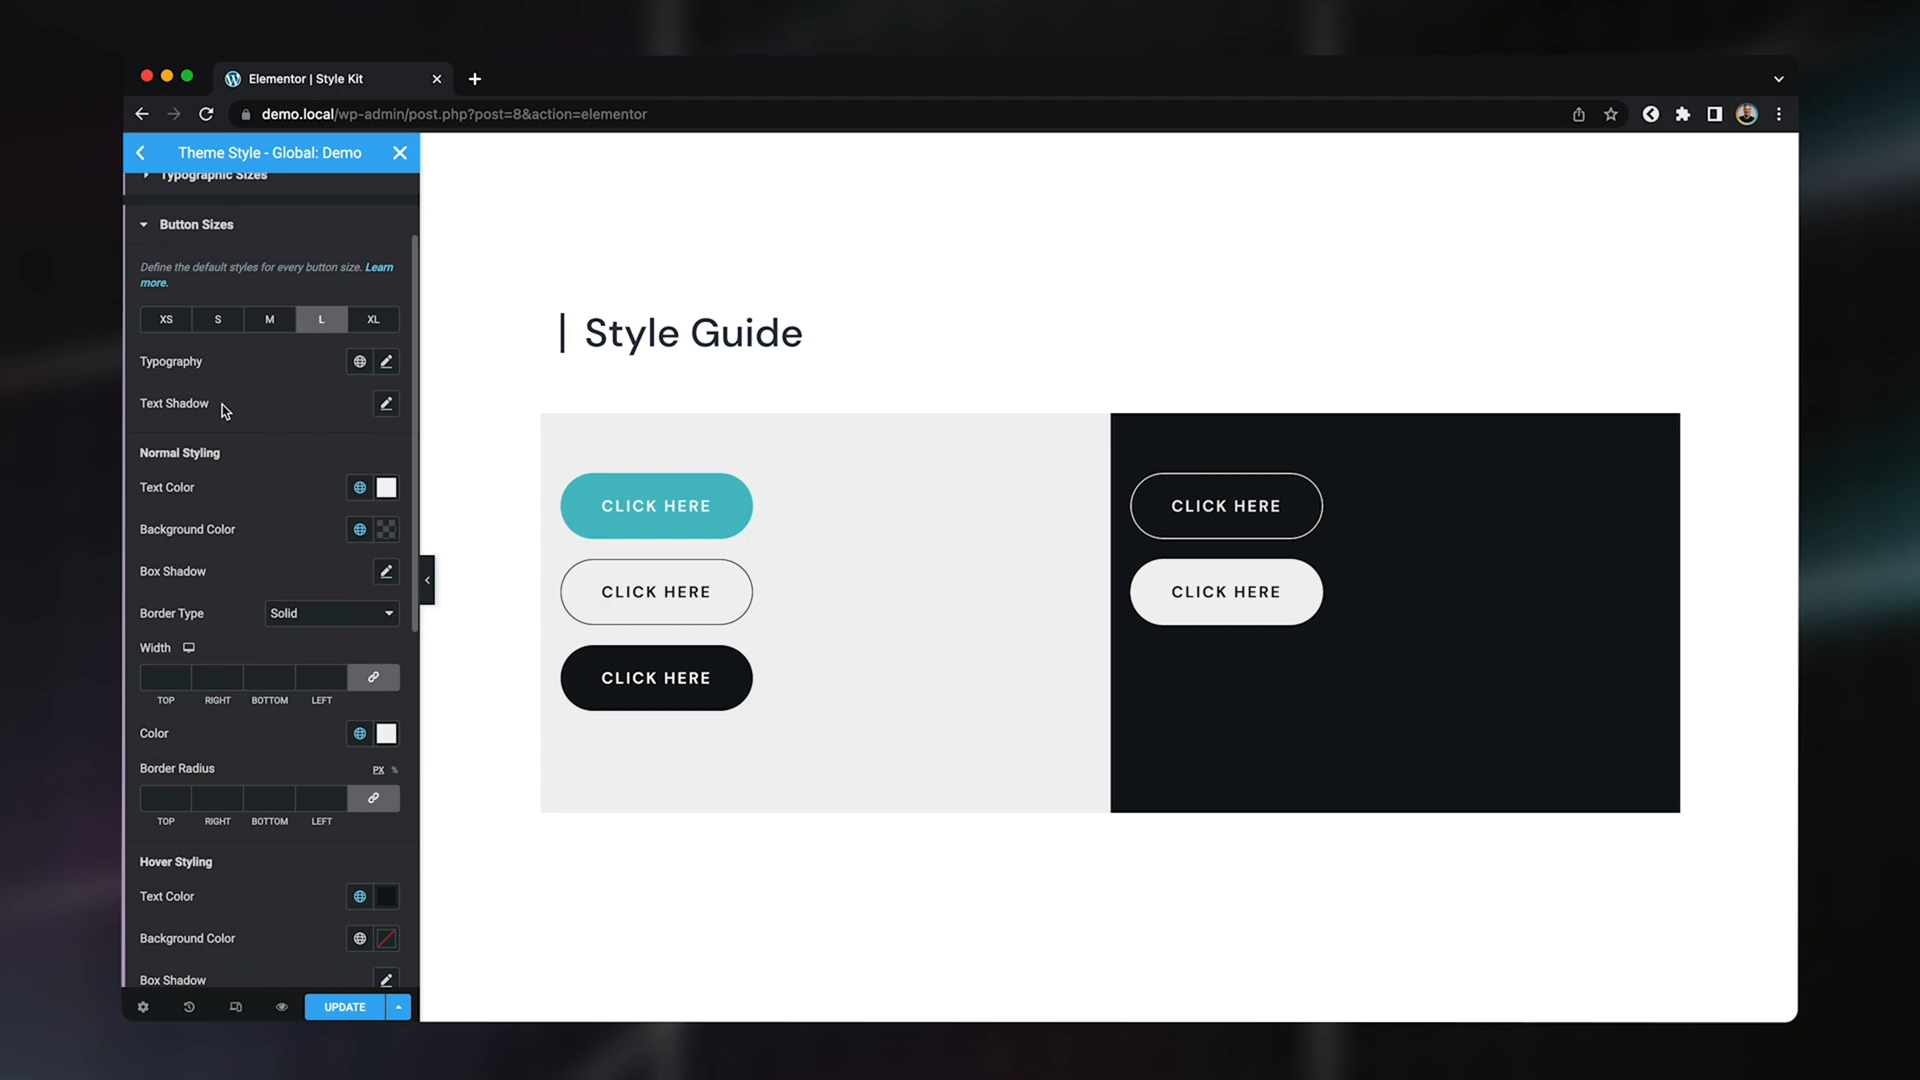 Elementor | Style Kit
demo.local/wp-admin/post.php?post=8&action=elementor
Theme Style - Global: Demo
Typographic Sizes
Button Sizes
Define the default styles for every button size. Learn
more.
XS S M L XL
Typography
Text Shadow
Normal Styling
Text Color
Background Color
Box Shadow
Border Type Solid
Width
TOP RIGHT BOTTOM LEFT
Color
Border Radius PX %
TOP RIGHT BOTTOM LEFT
Hover Styling
Text Color
Background Color
Box Shadow
UPDATE
| Style Guide
CLICK HERE
CLICK HERE
CLICK HERE
CLICK HERE
CLICK HERE